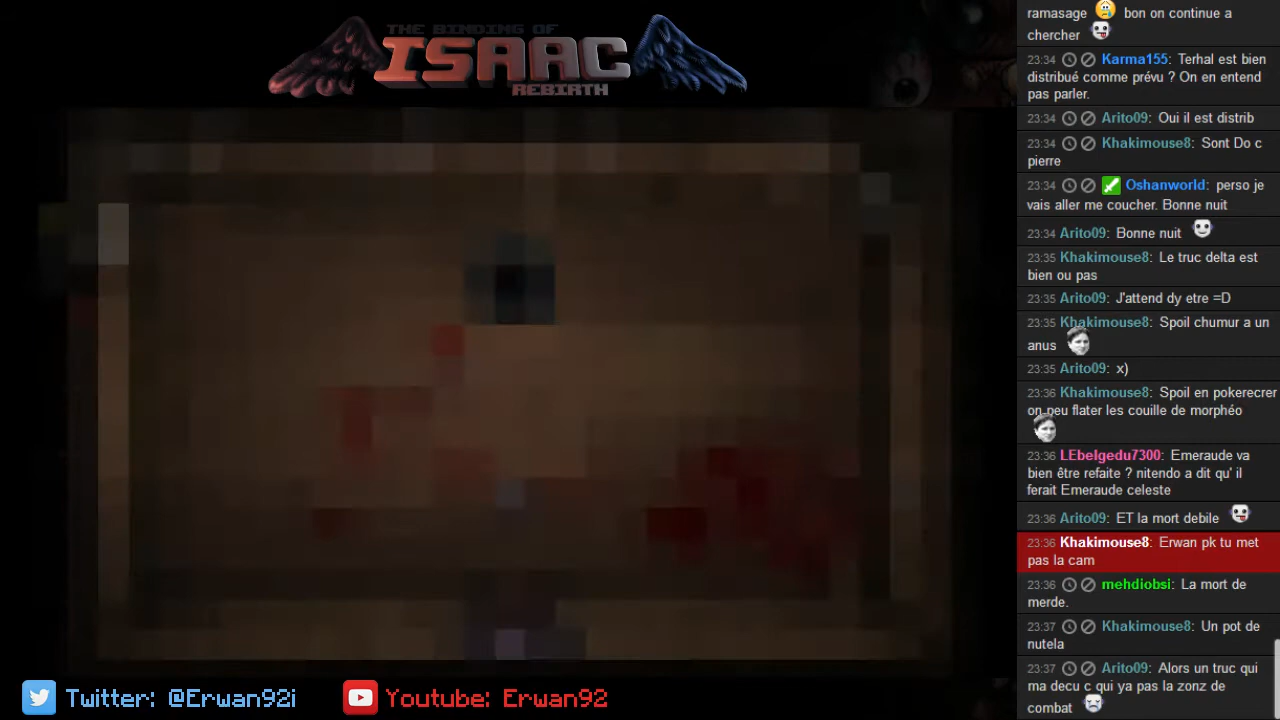 THE BINDING OF
ISAAC
REBIRTH
ramasage bon on continue a
chercher
23:34 Karma155: Terhal est bien
distribué comme prévu ? On en entend
pas parler.
23:34 Arito09: Oui il est distrib
23:34 Khakimouse8: Sont Do c
pierre
23:34 Oshanworld: perso je
vais aller me coucher. Bonne nuit
23:34 Arito09: Bonne nuit
23:35 Khakimouse8: Le truc delta est
bien ou pas
23:35 Arito09: J'attend dy etre =D
23:35 Khakimouse8: Spoil chumur a un
anus
23:35 Arito09: x)
23:36 Khakimouse8: Spoil en pokerecrer
on peu flater les couille de morphéo
23:36 LEbelgedu7300: Emeraude va
bien être refaite ? nitendo a dit qu' il
ferait Emeraude celeste
23:36 Arito09: ET la mort debile
23:36 Khakimouse8: Erwan pk tu met
pas la cam
23:36 mehdiobsi: La mort de
merde.
23:37 Khakimouse8: Un pot de
nutela
23:37 Arito09: Alors un truc qui
ma decu c qui ya pas la zonz de
combat
Twitter: @Erwan92i
Youtube: Erwan92